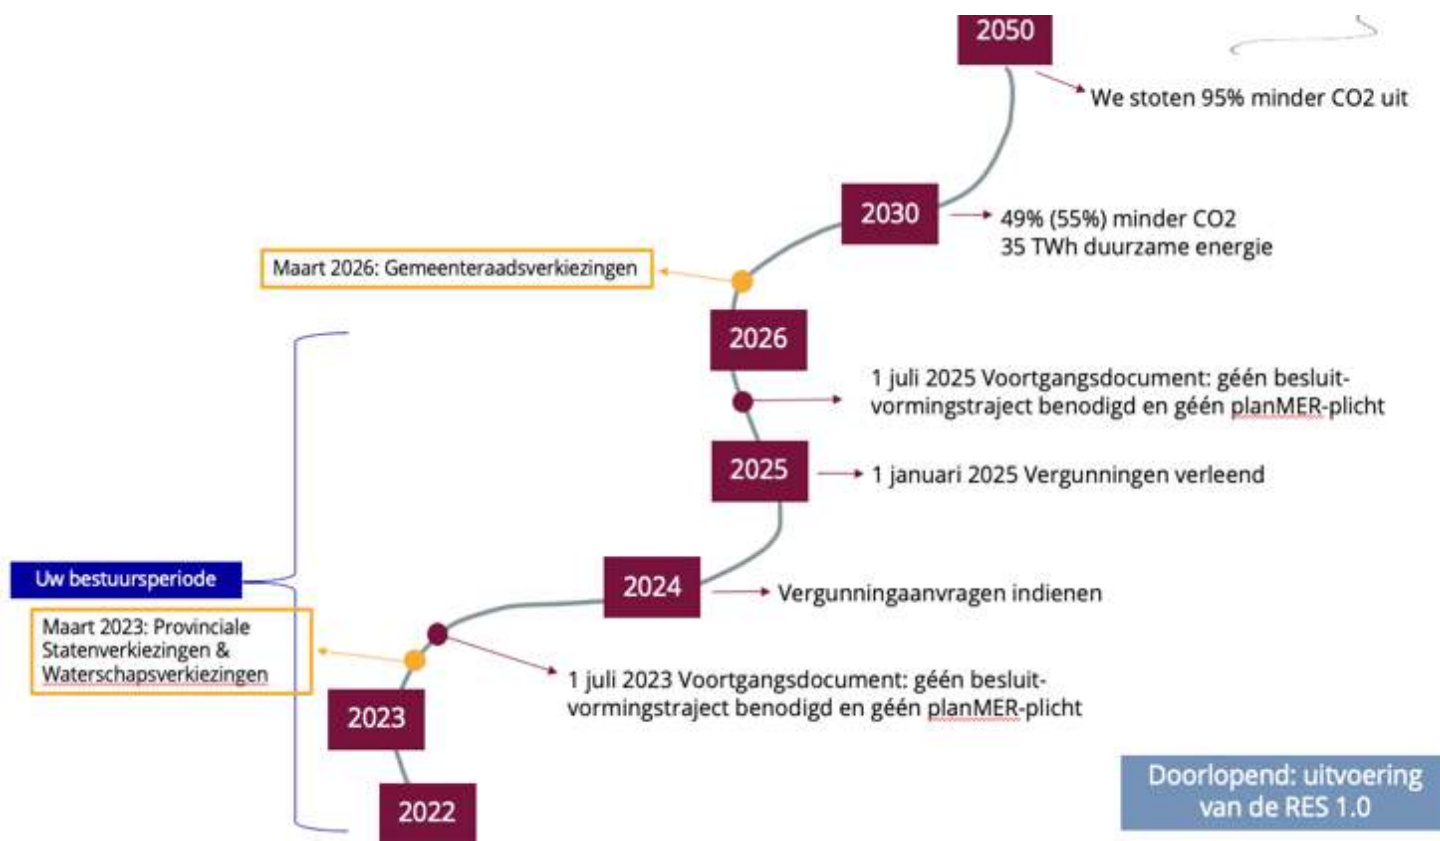 2050
We stoten 95% minder CO2 uit
2030
49% (55%) minder CO2
35 TWh duurzame energie
Maart 2026: Gemeenteraadsverkiezingen
2026
1 juli 2025 Voortgangsdocument: géén besluit-
vormingstraject benodigd en géén planMER-plicht
2025
1 januari 2025 Vergunningen verleend
Uw bestuursperiode
2024
Vergunningaanvragen indienen
Maart 2023: Provinciale
Statenverkiezingen &
Waterschapsverkiezingen
1 juli 2023 Voortgangsdocument: géén besluit-
vormingstraject benodigd en géén planMER-plicht
2023
Doorlopend: uitvoering
van de RES 1.0
2022